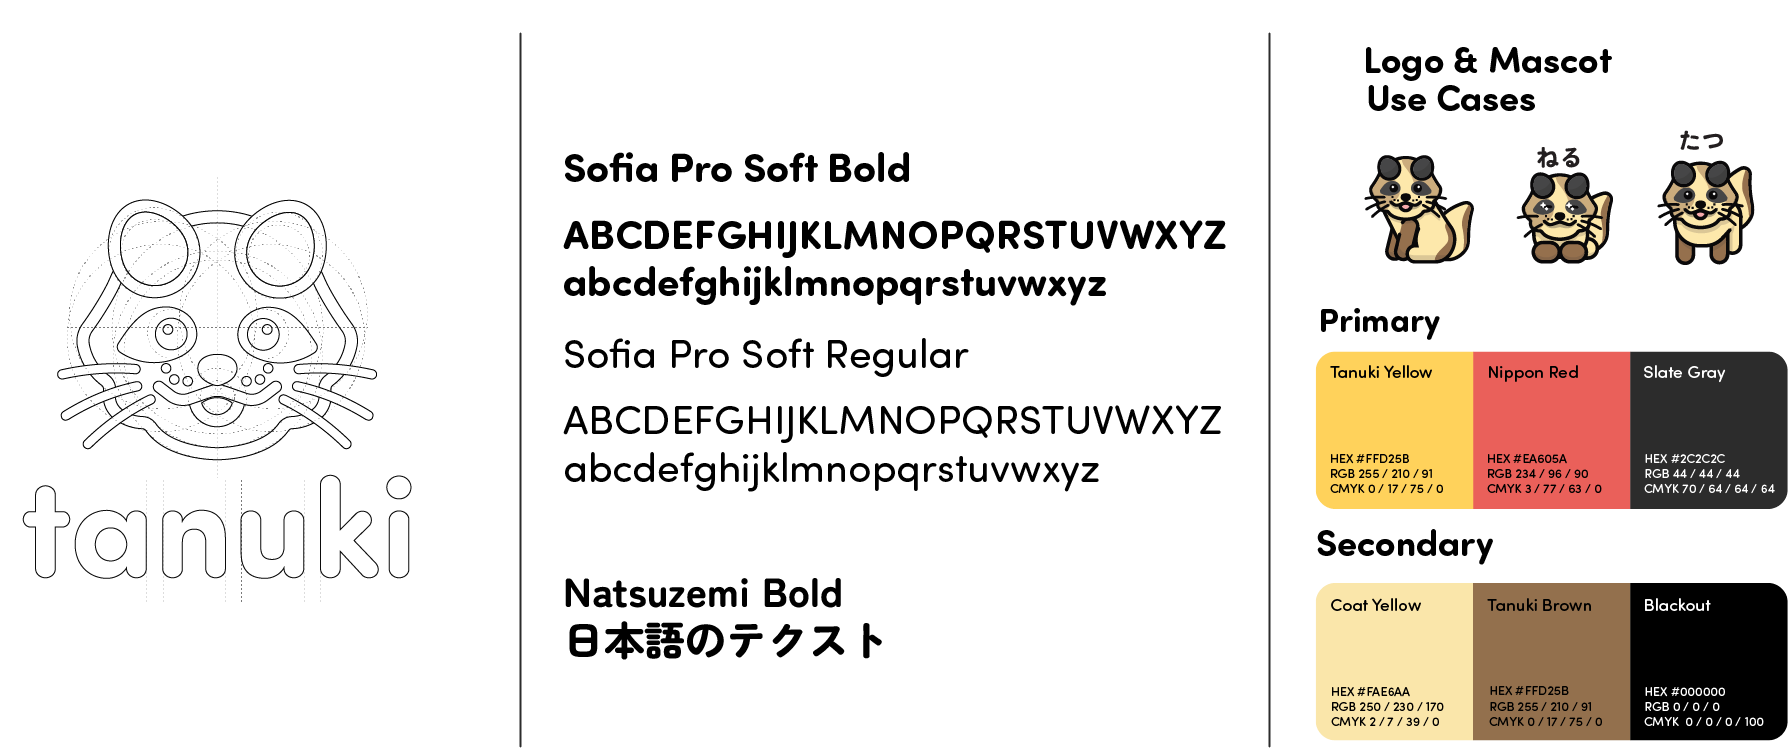 tanuki
Sofia Pro Soft Bold
ABCDEFGHIJKLMNOPQRSTUVWXYZ
abcdefghijklmnopqrstuvwxyz
Sofia Pro Soft Regular
ABCDEFGHIJKLMNOPQRSTUVWXYZ
abcdefghijklmnopqrstuvwxyz
Natsuzemi Bold
日本語のテクスト
Logo & Mascot
Use Cases
ねる
たつ
Primary
Tanuki Yellow
HEX #FFD25B
RGB 255 / 210 / 91
CMYK 0 / 17 / 75 / 0
Nippon Red
HEX #EA605A
RGB 234 / 96 / 90
CMYK 3 / 77 / 63 / 0
Slate Gray
HEX #2C2C2C
RGB 44 / 44 / 44
CMYK 70 / 64 / 64 / 64
Secondary
Coat Yellow
HEX #FAE6AA
RGB 250 / 230 / 170
CMYK 2 / 7 / 39 / 0
Tanuki Brown
HEX #FFD25B
RGB 255 / 210 / 91
CMYK 0 / 17 / 75 / 0
Blackout
HEX #000000
RGB 0 / 0 / 0
CMYK 0 / 0 / 0 / 100